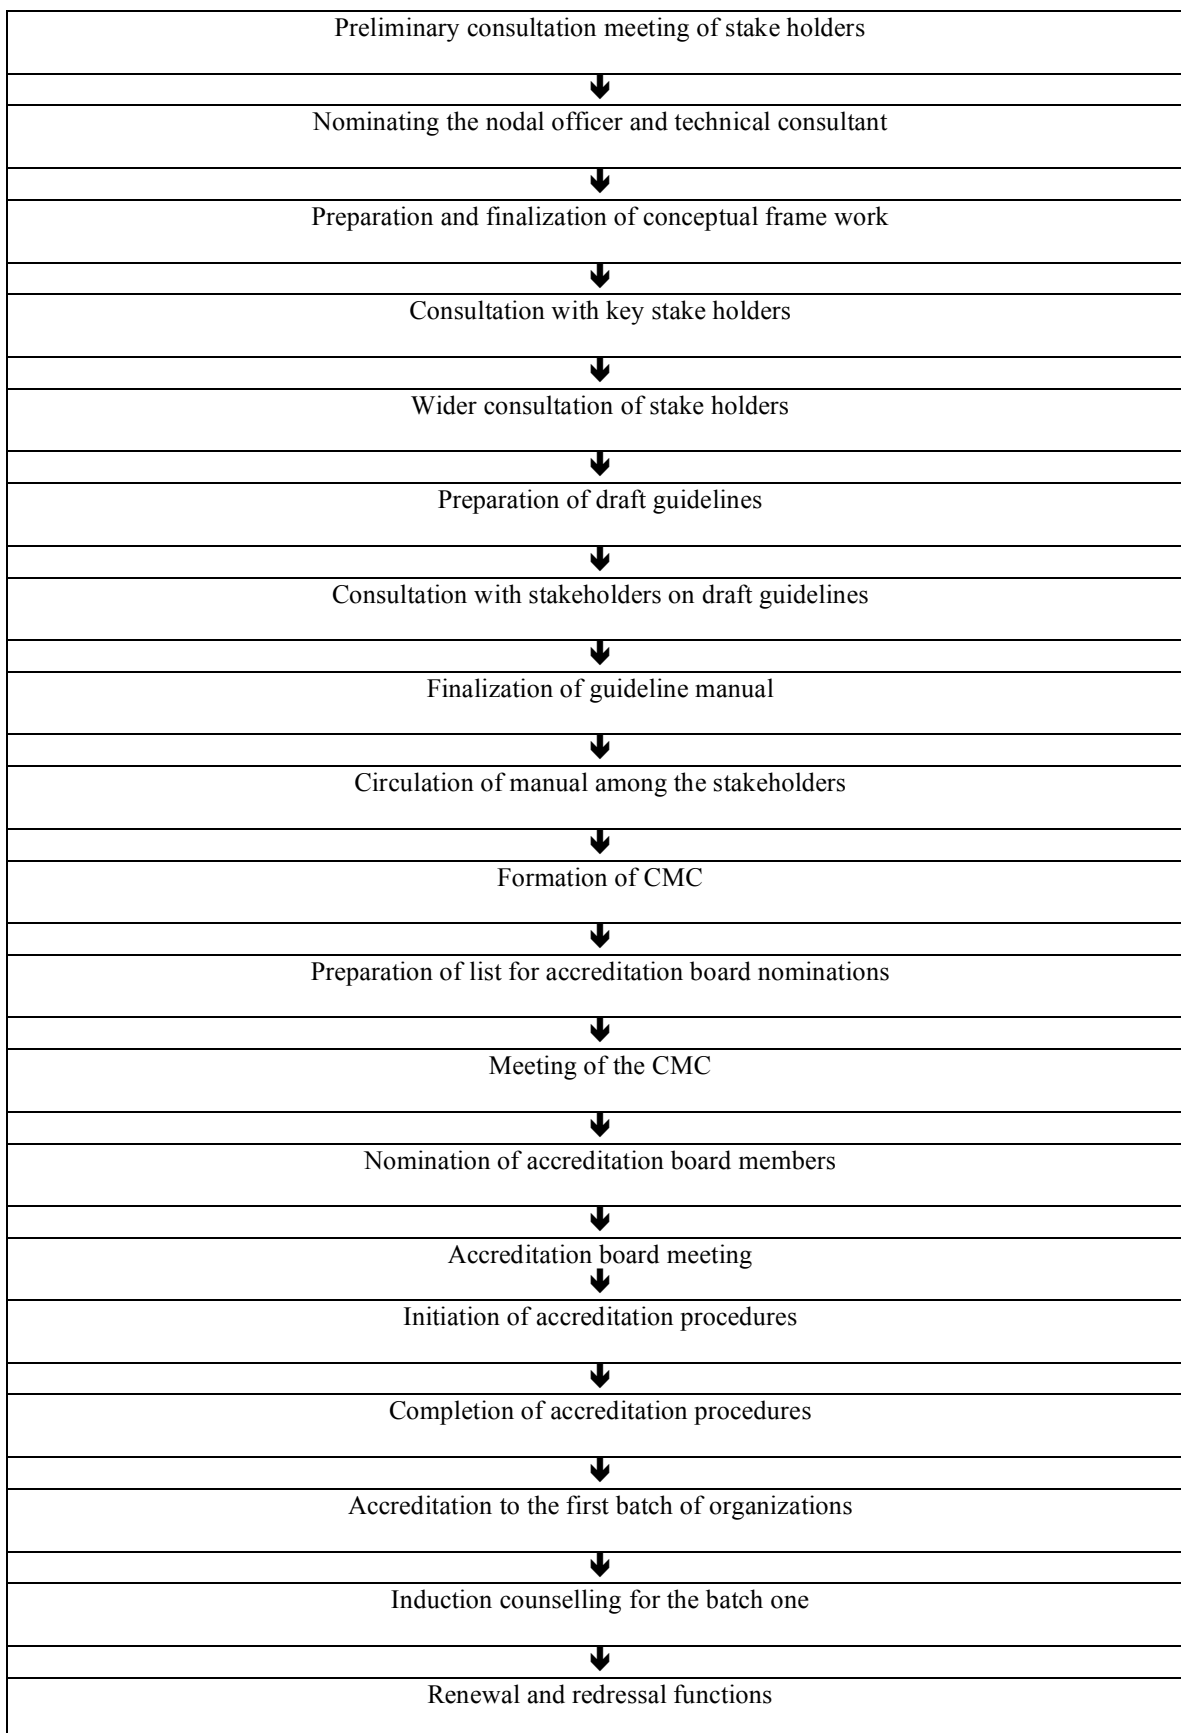 Preliminary consultation meeting of stake holders
Nominating the nodal officer and technical consultant
Preparation and finalization of conceptual frame work
Consultation with key stake holders
Wider consultation of stake holders
Preparation of draft guidelines
Consultation with stakeholders on draft guidelines
Finalization of guideline manual
Circulation of manual among the stakeholders
Formation of CMC
Preparation of list for accreditation board nominations
Meeting of the CMC
Nomination of accreditation board members
Accreditation board meeting
Initiation of accreditation procedures
Completion of accreditation procedures
Accreditation to the first batch of organizations
Induction counselling for the batch one
Renewal and redressal functions